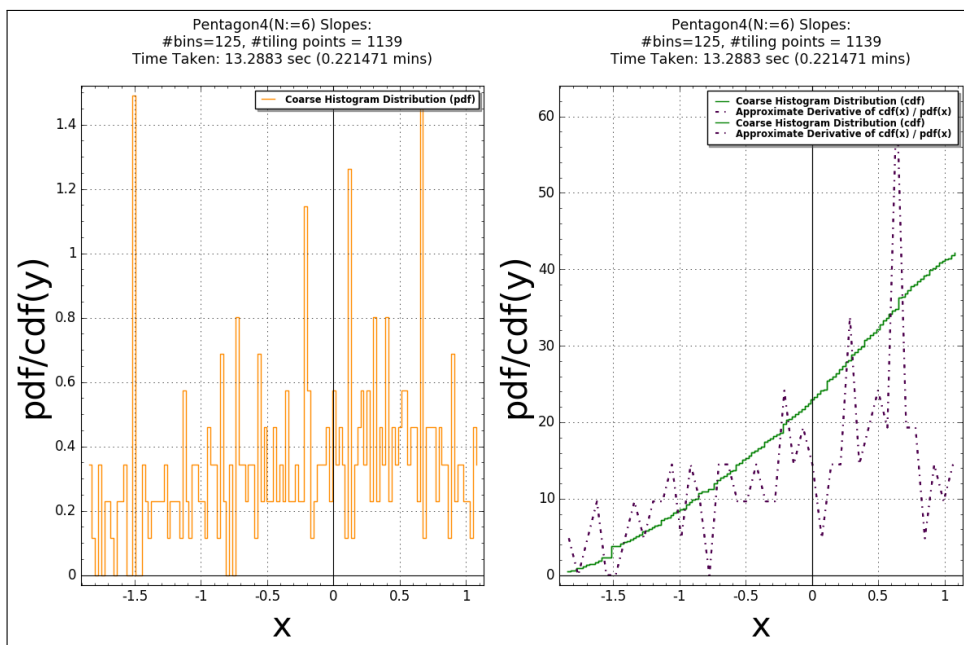 Pentagon4(N:=6) Slopes:
#bins=125, #tiling points = 1139
Time Taken: 13.2883 sec (0.221471 mins)
Coarse Histogram Distribution (pdf)
1.4
1.2
1
0.8
0.6
0.4
0.2
0
pdf/cdf(y)
-1.5
-1
-0.5
0
0.5
1
x
Pentagon4(N:=6) Slopes:
#bins=125, #tiling points = 1139
Time Taken: 13.2883 sec (0.221471 mins)
Coarse Histogram Distribution (cdf)
Approximate Derivative of cdf(x) / pdf(x)
Coarse Histogram Distribution (cdf)
Approximate Derivative of cdf(x) / pdf(x)
60
50
40
30
20
10
0
pdf/cdf(y)
-1.5
-1
-0.5
0
0.5
1
x